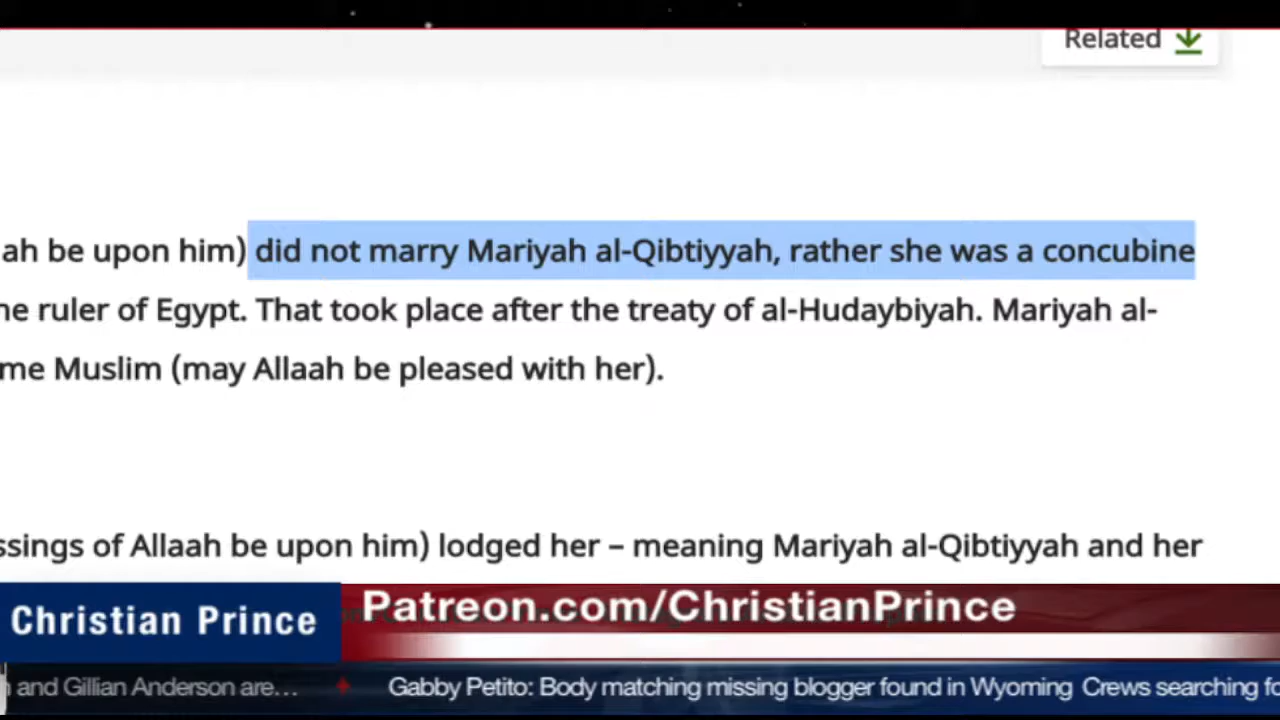 Related
ah be upon him) did not marry Mariyah al-Qibtiyyah, rather she was a concubine
ruler of Egypt. That took place after the treaty of al-Hudaybiyah. Mariyah al-
me Muslim (may Allaah be pleased with her).
ssings of Allaah be upon him) lodged her – meaning Mariyah al-Qibtiyyah and her
Christian Prince
Patreon.com/ChristianPrince
and Gillian Anderson are... Gabby Petito: Body matching missing blogger found in Wyoming Crews searching fo